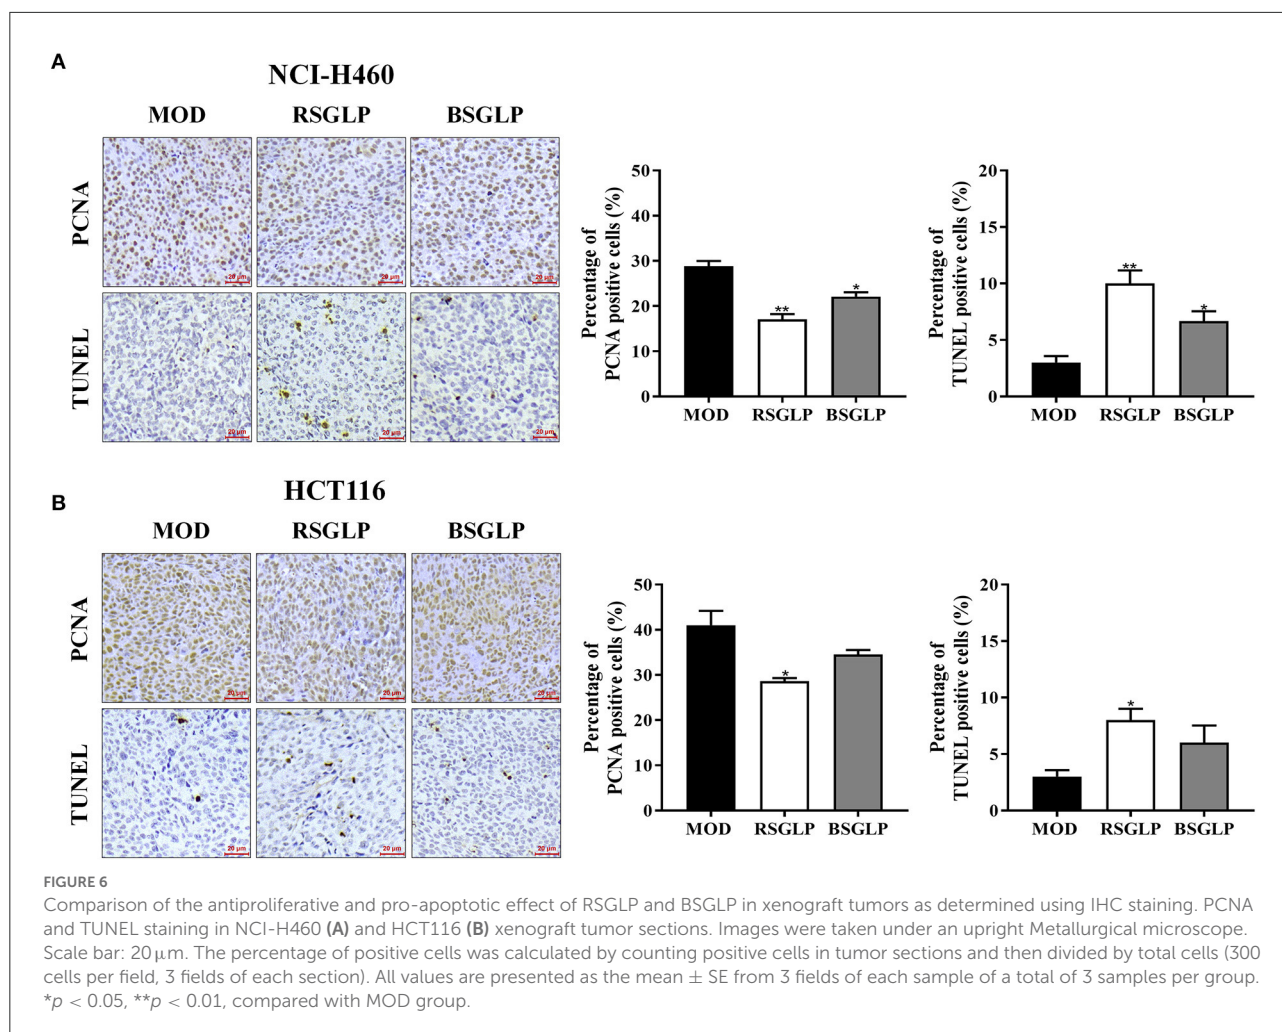 A
NCI-H460
MOD RSGLP BSGLP
PCNA
20 μm 20 μm 20 μm
TUNEL
20 μm 20 μm 20 μm
Percentage of
PCNA positive cells (%)
50
40
30
20
10
0
** *
MOD RSGLP BSGLP
Percentage of
TUNEL positive cells (%)
20
15
10
5
0
** *
MOD RSGLP BSGLP
B
HCT116
MOD RSGLP BSGLP
PCNA
20 μm 20 μm 20 μm
TUNEL
20 μm 20 μm 20 μm
Percentage of
PCNA positive cells (%)
50
40
30
20
10
0
*
MOD RSGLP BSGLP
Percentage of
TUNEL positive cells (%)
20
15
10
5
0
*
MOD RSGLP BSGLP
FIGURE 6
Comparison of the antiproliferative and pro-apoptotic effect of RSGLP and BSGLP in xenograft tumors as determined using IHC staining. PCNA
and TUNEL staining in NCI-H460 (A) and HCT116 (B) xenograft tumor sections. Images were taken under an upright Metallurgical microscope.
Scale bar: 20 μm. The percentage of positive cells was calculated by counting positive cells in tumor sections and then divided by total cells (300
cells per field, 3 fields of each section). All values are presented as the mean ± SE from 3 fields of each sample of a total of 3 samples per group.
*p < 0.05, **p < 0.01, compared with MOD group.